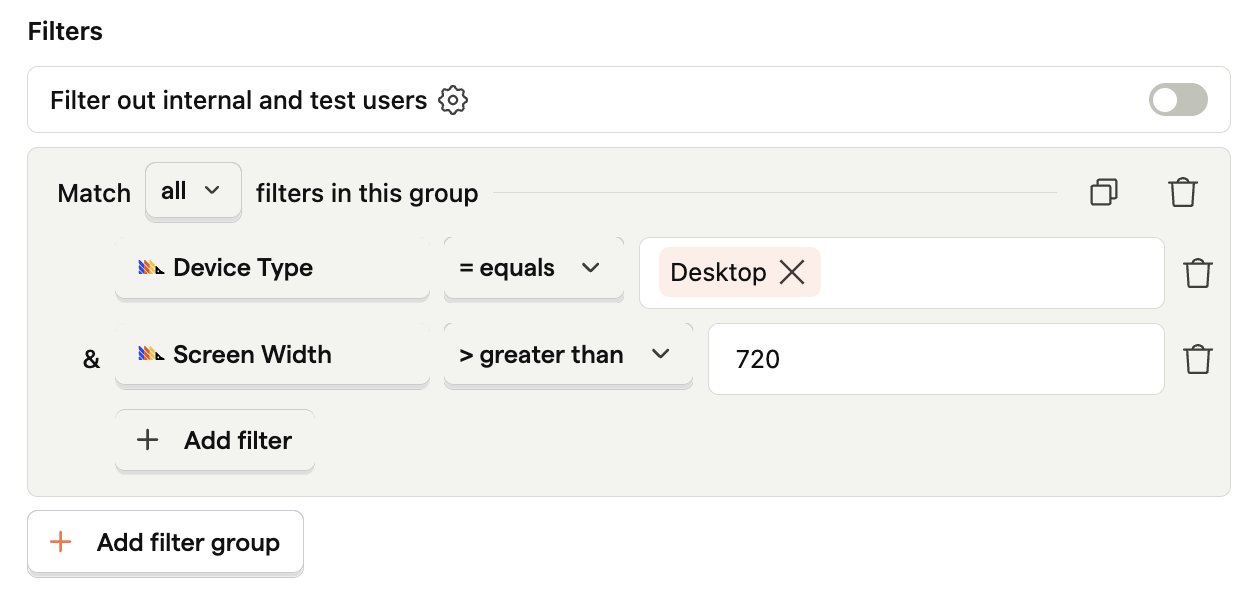 Filters
Filter out internal and test users
Match all filters in this group
Device Type = equals Desktop
& Screen Width > greater than 720
+ Add filter
+ Add filter group